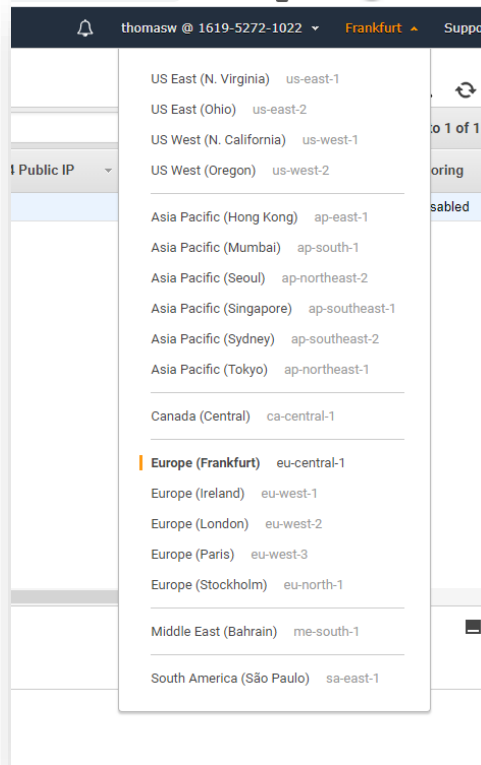 thomasw @ 1619-5272-1022 Frankfurt Suppo
US East (N. Virginia) us-east-1
US East (Ohio) us-east-2
to 1 of 1
US West (N. California) us-west-1
4 Public IP US West (Oregon) us-west-2 oring
sabled
Asia Pacific (Hong Kong) ap-east-1
Asia Pacific (Mumbai) ap-south-1
Asia Pacific (Seoul) ap-northeast-2
Asia Pacific (Singapore) ap-southeast-1
Asia Pacific (Sydney) ap-southeast-2
Asia Pacific (Tokyo) ap-northeast-1
Canada (Central) ca-central-1
Europe (Frankfurt) eu-central-1
Europe (Ireland) eu-west-1
Europe (London) eu-west-2
Europe (Paris) eu-west-3
Europe (Stockholm) eu-north-1
Middle East (Bahrain) me-south-1
South America (São Paulo) sa-east-1